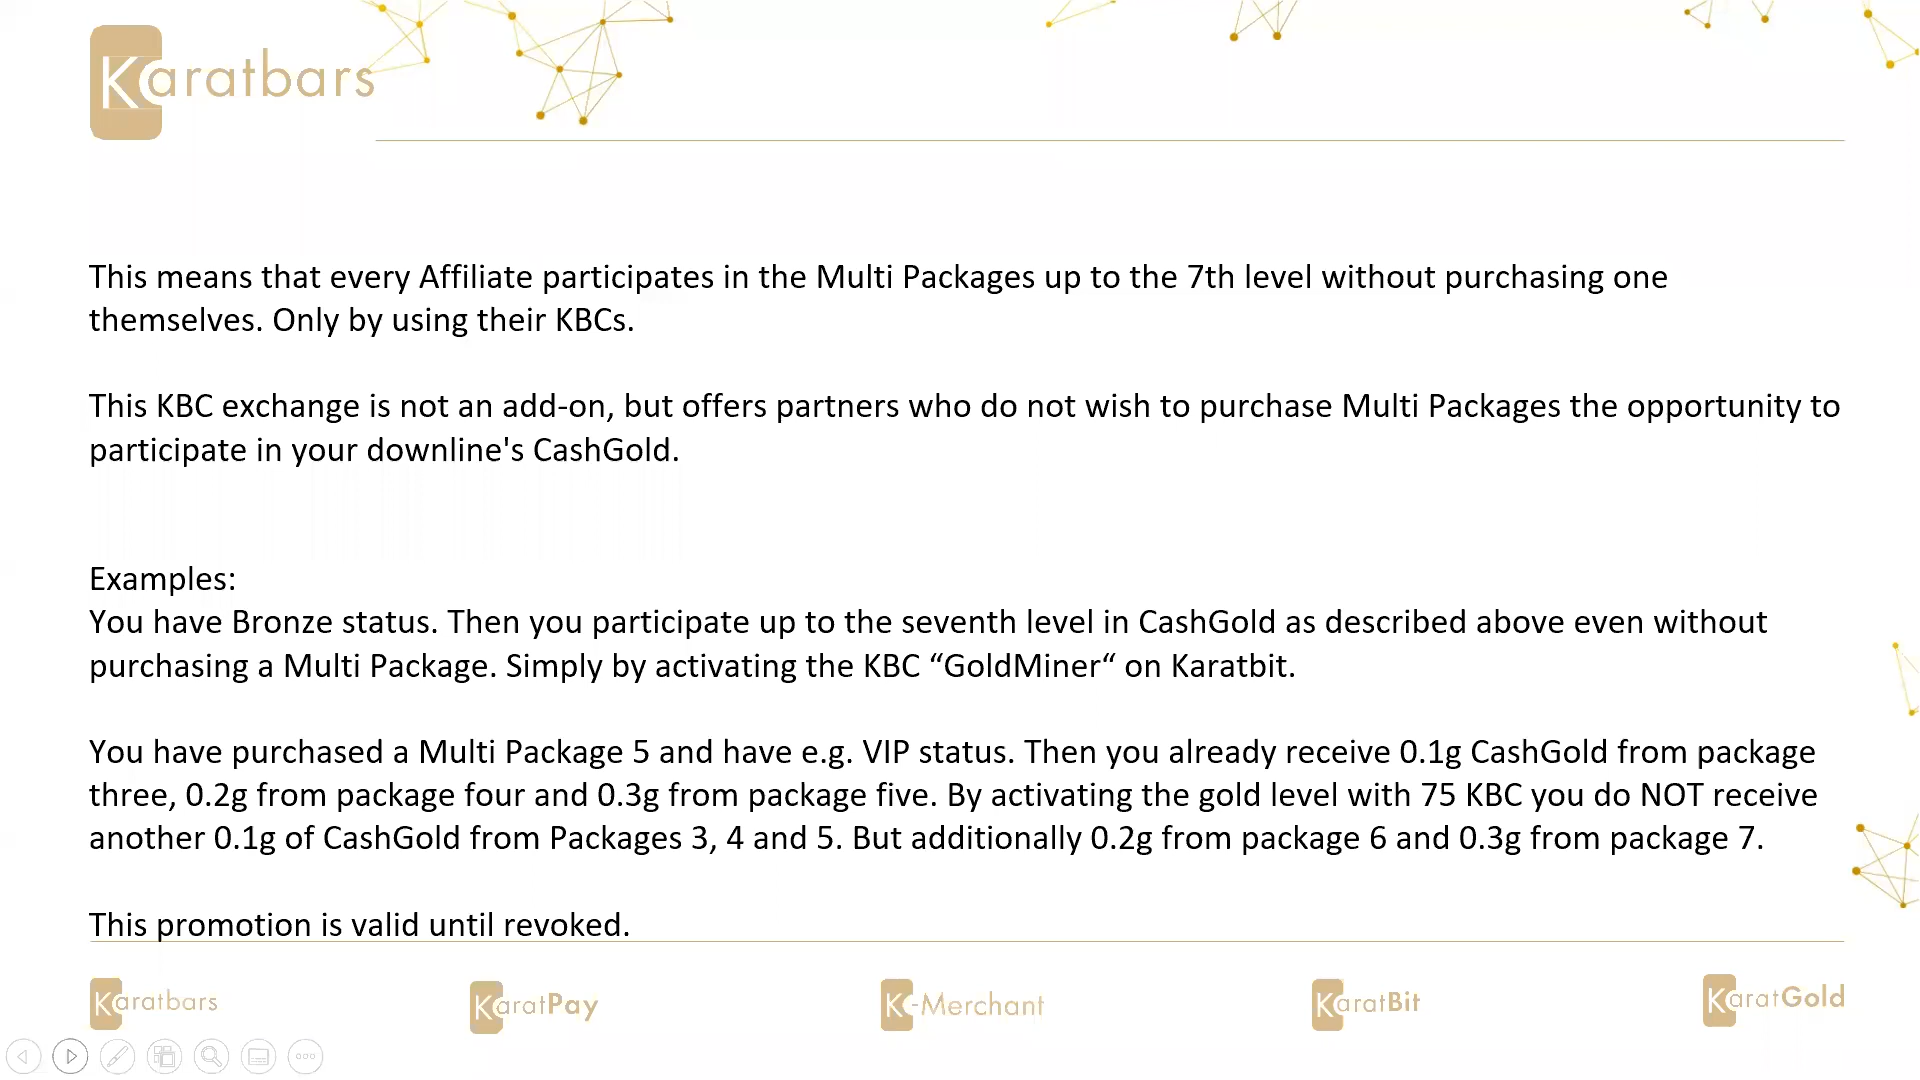 Karatbars
This means that every Affiliate participates in the Multi Packages up to the 7th level without purchasing one
themselves. Only by using their KBCs.
This KBC exchange is not an add-on, but offers partners who do not wish to purchase Multi Packages the opportunity to
participate in your downline's CashGold.
Examples:
You have Bronze status. Then you participate up to the seventh level in CashGold as described above even without
purchasing a Multi Package. Simply by activating the KBC “GoldMiner“ on Karatbit.
You have purchased a Multi Package 5 and have e.g. VIP status. Then you already receive 0.1g CashGold from package
three, 0.2g from package four and 0.3g from package five. By activating the gold level with 75 KBC you do NOT receive
another 0.1g of CashGold from Packages 3, 4 and 5. But additionally 0.2g from package 6 and 0.3g from package 7.
This promotion is valid until revoked.
Karatbars KaratPay K-Merchant KaratBit KaratGold